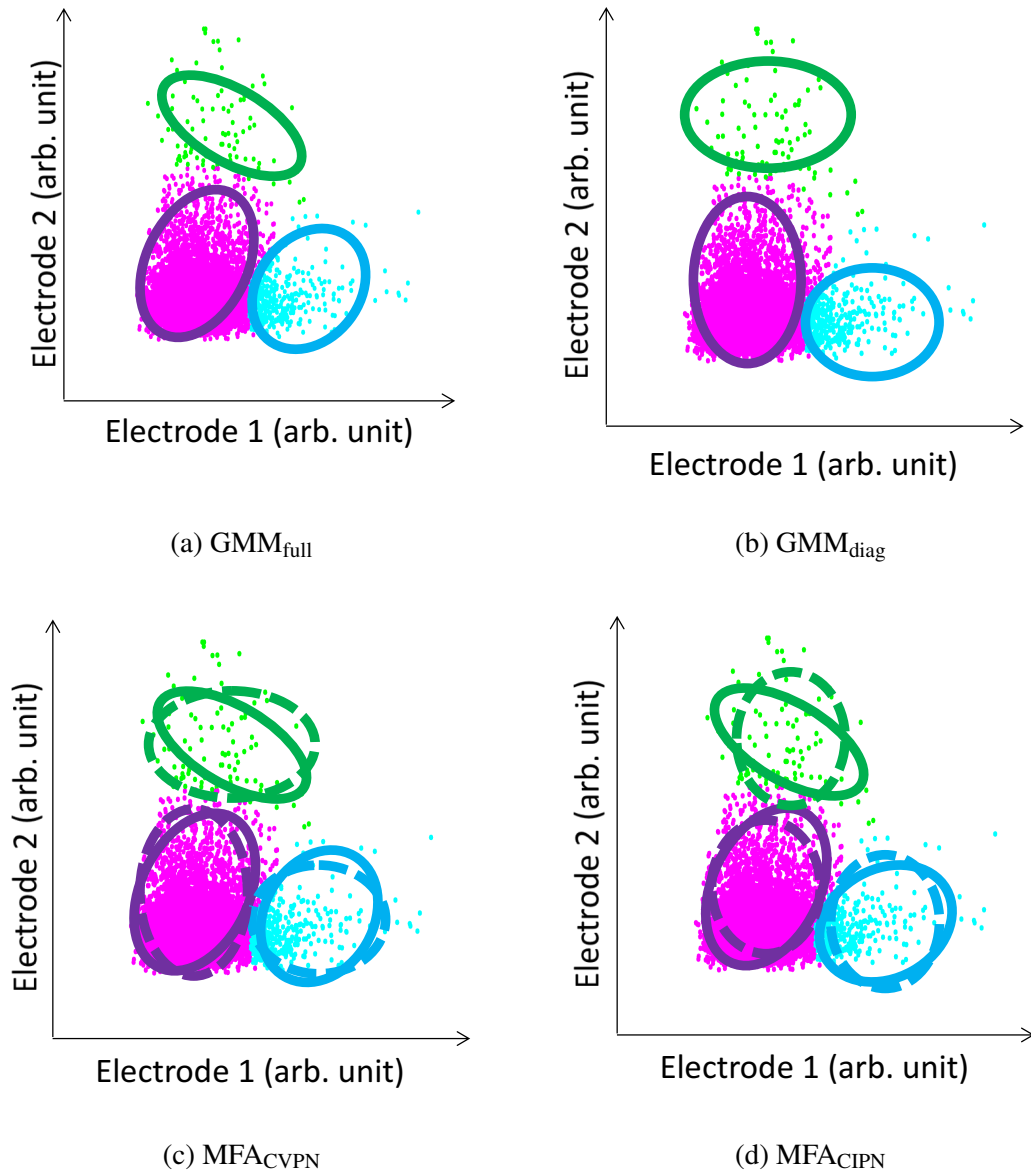 Electrode 2 (arb. unit)
Electrode 1 (arb. unit)
(a) GMMfull
Electrode 2 (arb. unit)
Electrode 1 (arb. unit)
(b) GMMdiag
Electrode 2 (arb. unit)
Electrode 1 (arb. unit)
(c) MFACVPN
Electrode 2 (arb. unit)
Electrode 1 (arb. unit)
(d) MFACIPN